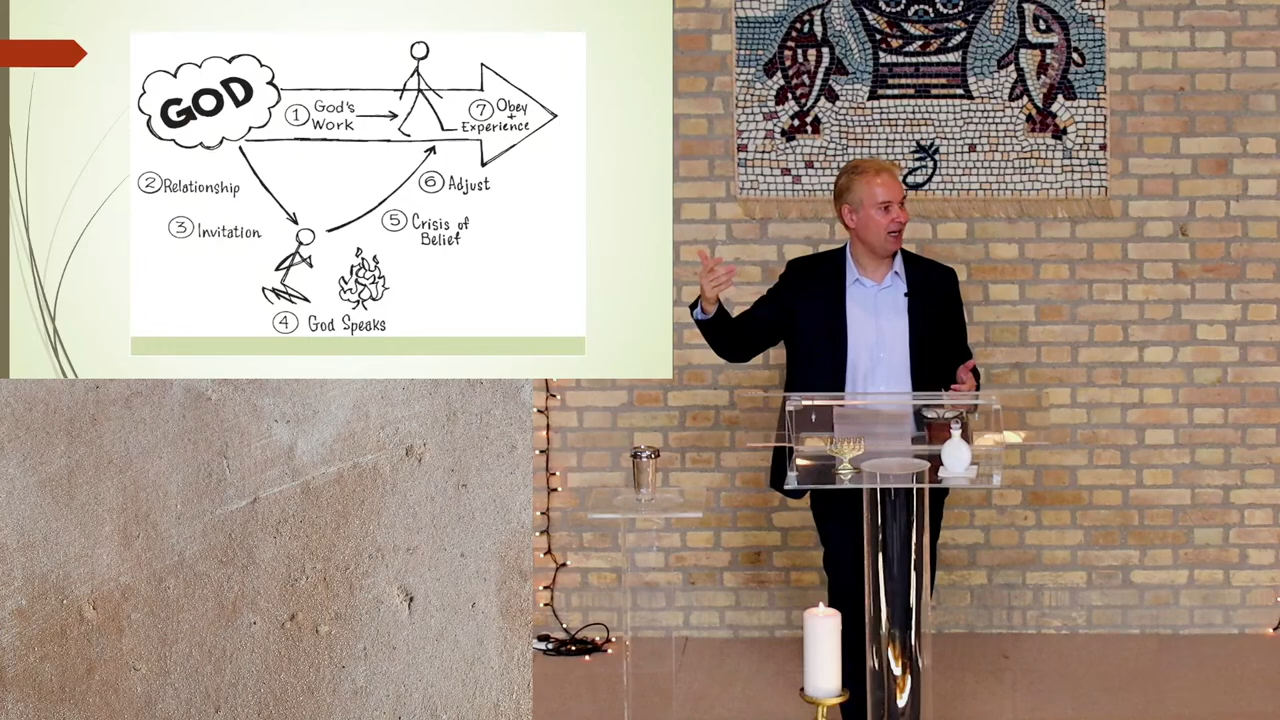 GOD
① God's
Work
⑦ Obey
+
Experience
② Relationship
⑥ Adjust
③ Invitation
⑤ Crisis of
Belief
④ God Speaks